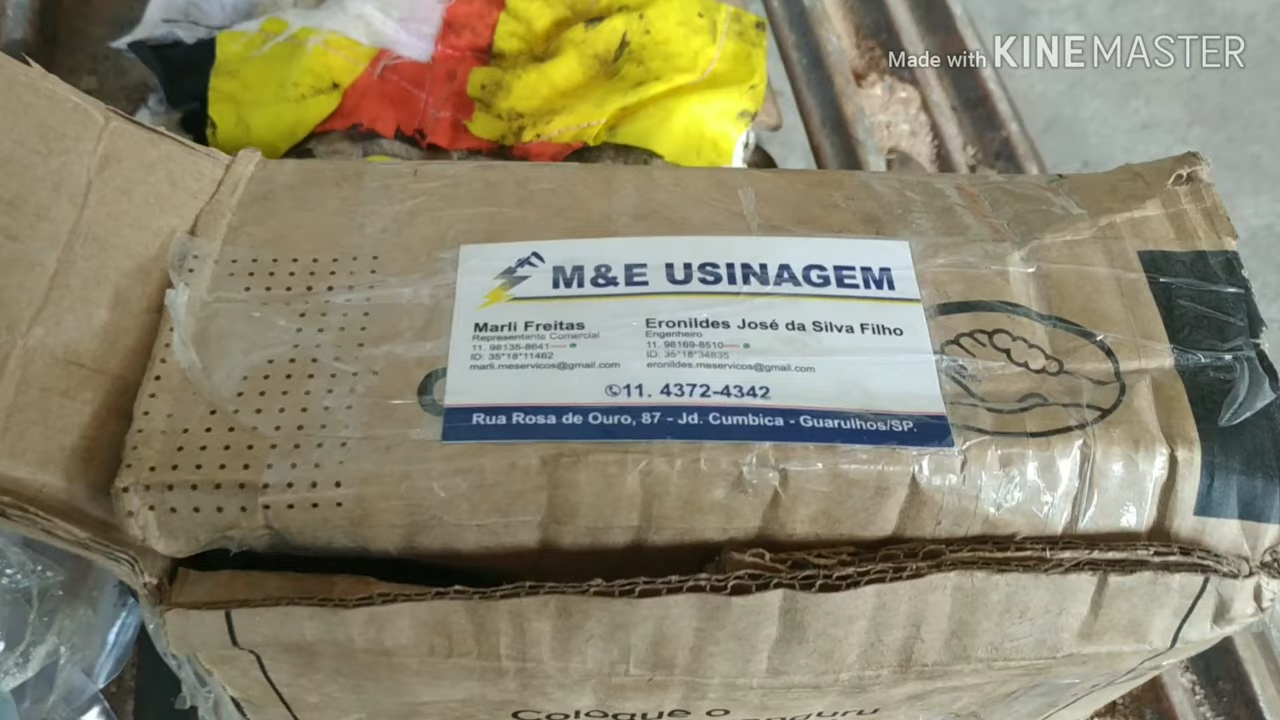 Made with KINEMASTER
M&E USINAGEM
Marli Freitas
Representante Comercial
11. 98135-8641
ID: 35*18*11462
marli.meservicos@gmail.com
Eronildes José da Silva Filho
Engenheiro
11. 98169-8510
ID: 35*18*34835
eronildes.meservicos@gmail.com
11. 4372-4342
Rua Rosa de Ouro, 87 - Jd. Cumbica - Guarulhos/SP.
Coloque o